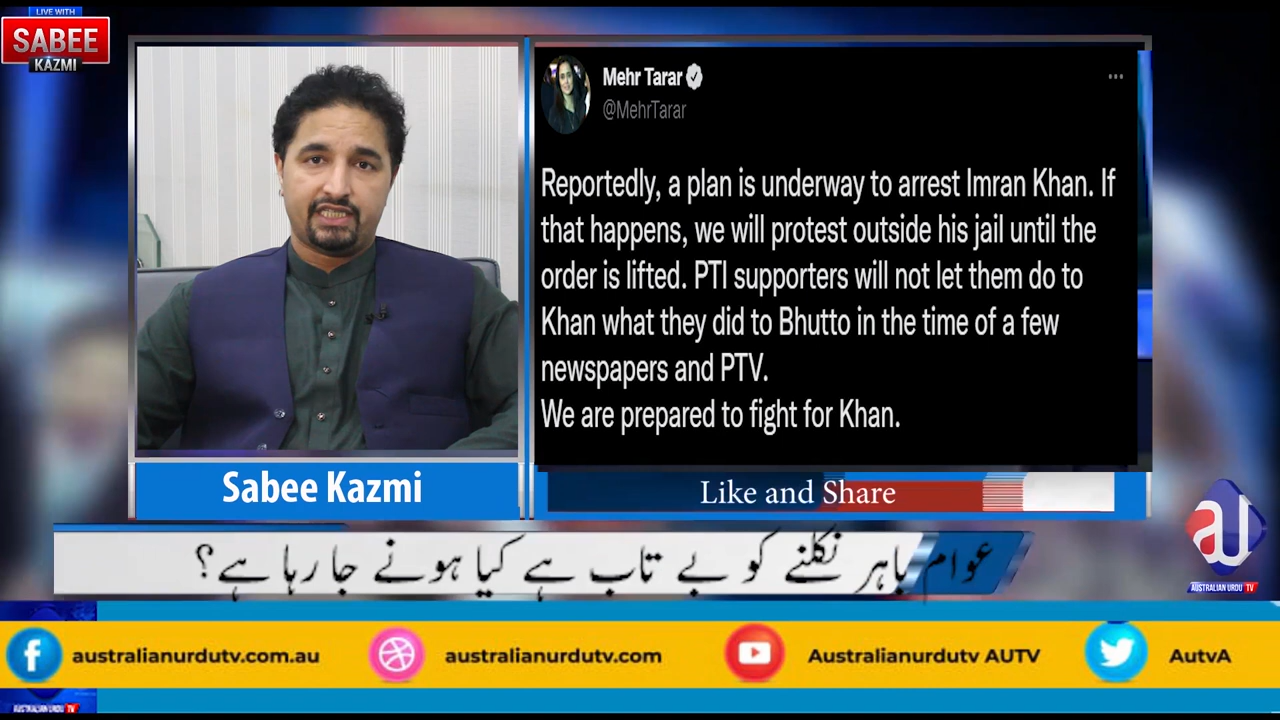 LIVE WITH
SABEE
KAZMI
Mehr Tarar
@MehrTarar
Reportedly, a plan is underway to arrest Imran Khan. If
that happens, we will protest outside his jail until the
order is lifted. PTI supporters will not let them do to
Khan what they did to Bhutto in the time of a few
newspapers and PTV.
We are prepared to fight for Khan.
Sabee Kazmi
Like and Share
عوام باہر نکلنے کو بے تاب ہے کیا ہونے جا رہا ہے؟
aU
AUSTRALIAN URDU TV
australianurdutv.com.au
australianurdutv.com
Australianurdutv AUTV
AutvA
AUSTRALIAN URDU TV